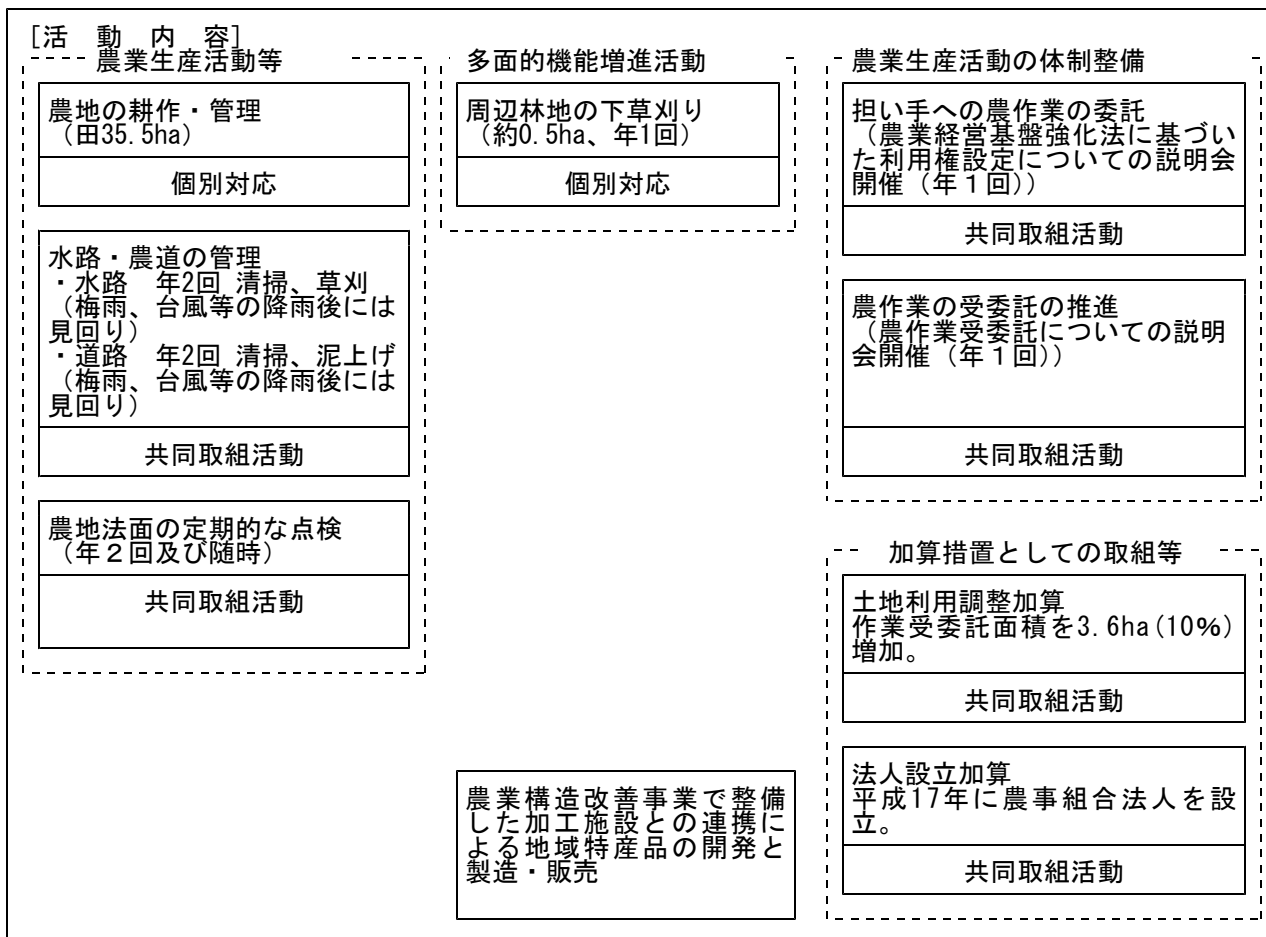 [活　動　内　容]
農業生産活動等
農地の耕作・管理
（田35.5ha）
個別対応
水路・農道の管理
・水路　年2回 清掃、草刈
（梅雨、台風等の降雨後には
見回り）
・道路　年2回 清掃、泥上げ
（梅雨、台風等の降雨後には
見回り）
共同取組活動
農地法面の定期的な点検
（年２回及び随時）
共同取組活動
多面的機能増進活動
周辺林地の下草刈り
（約0.5ha、年1回）
個別対応
農業構造改善事業で整備
した加工施設との連携に
よる地域特産品の開発と
製造・販売
農業生産活動の体制整備
担い手への農作業の委託
（農業経営基盤強化法に基づい
た利用権設定についての説明会
開催（年１回））
共同取組活動
農作業の受委託の推進
（農作業受委託についての説明
会開催（年１回））
共同取組活動
加算措置としての取組等
土地利用調整加算
作業受委託面積を3.6ha(10%)
増加。
共同取組活動
法人設立加算
平成17年に農事組合法人を設
立。
共同取組活動